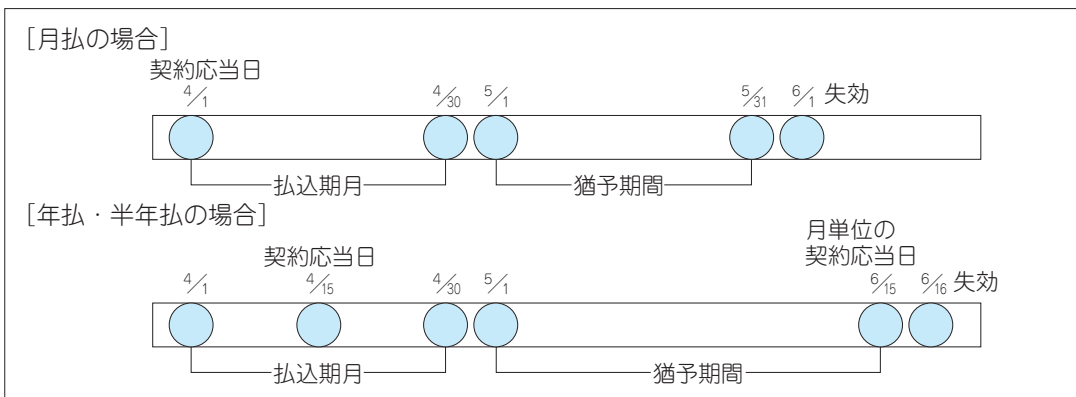 [月払の場合]
契約応当日
4/1 4/30 5/1 5/31 6/1 失効
払込期月 猶予期間
[年払・半年払の場合]
月単位の
契約応当日 契約応当日
4/1 4/15 4/30 5/1 6/15 6/16 失効
払込期月 猶予期間